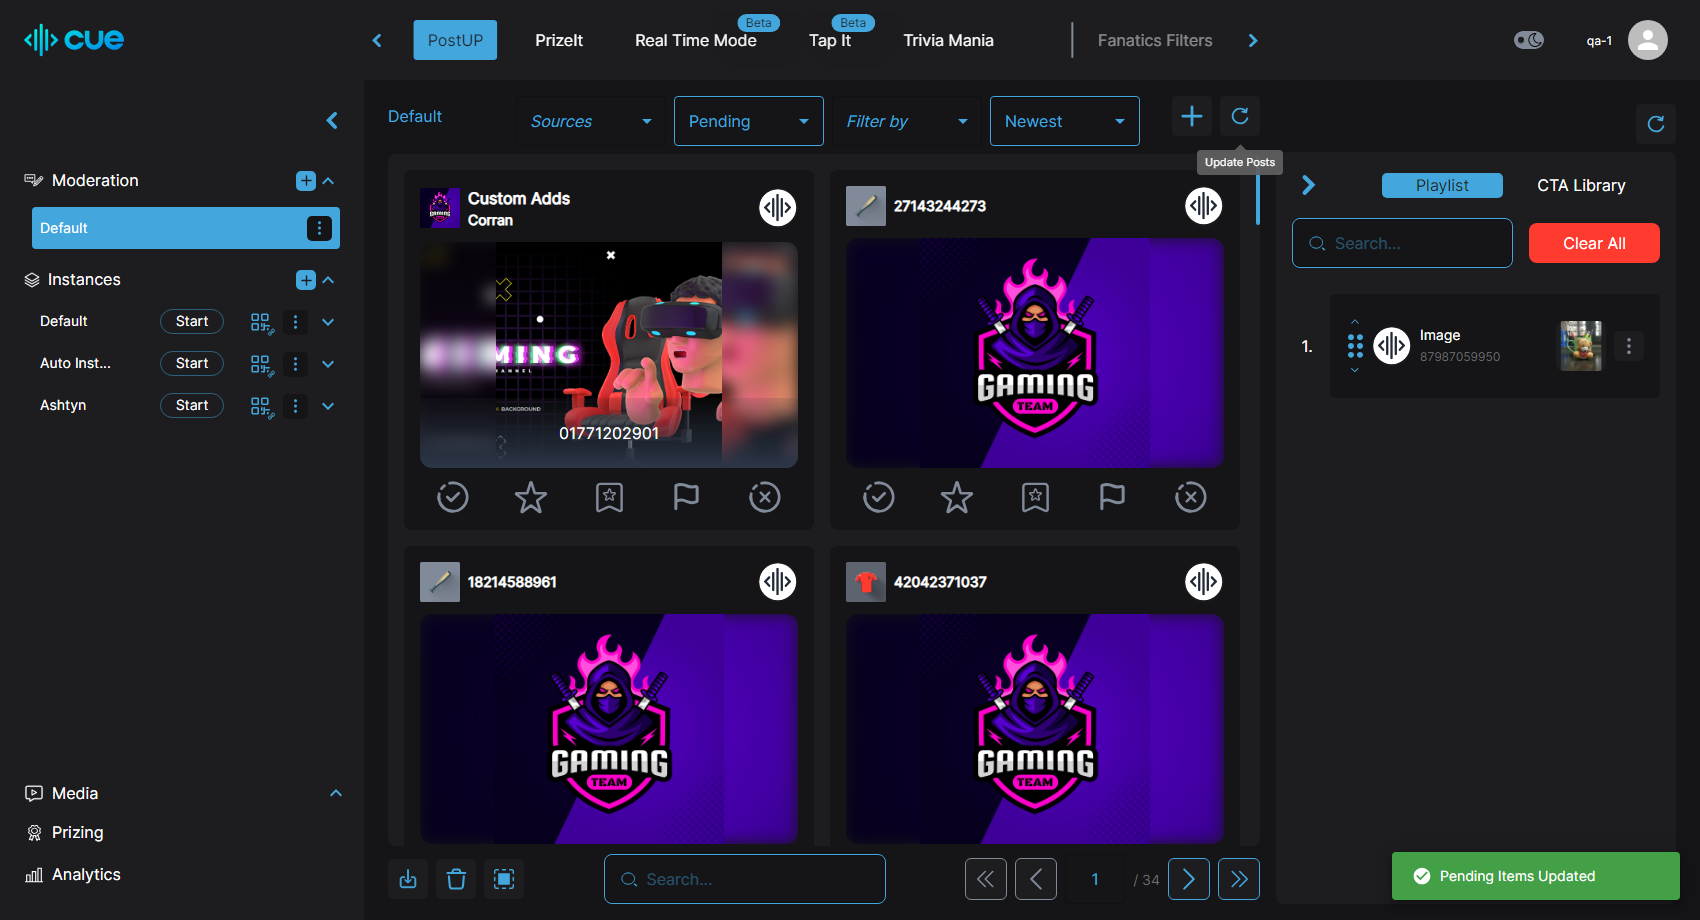 cue
PostUP
PrizeIt
Real Time Mode
Beta
Tap It
Beta
Trivia Mania
Fanatics Filters
qa-1
Default
Sources
Pending
Filter by
Newest
Update Posts
Moderation
Default
Instances
Default
Start
Auto Inst...
Start
Ashtyn
Start
Media
Prizing
Analytics
Custom Adds
Corran
MING
CHANNEL
BACKGROUND
01771202901
27143244273
GAMING
TEAM
18214588961
GAMING
TEAM
42042371037
GAMING
TEAM
Search...
1
/ 34
Playlist
CTA Library
Search...
Clear All
1.
Image
87987059950
Pending Items Updated